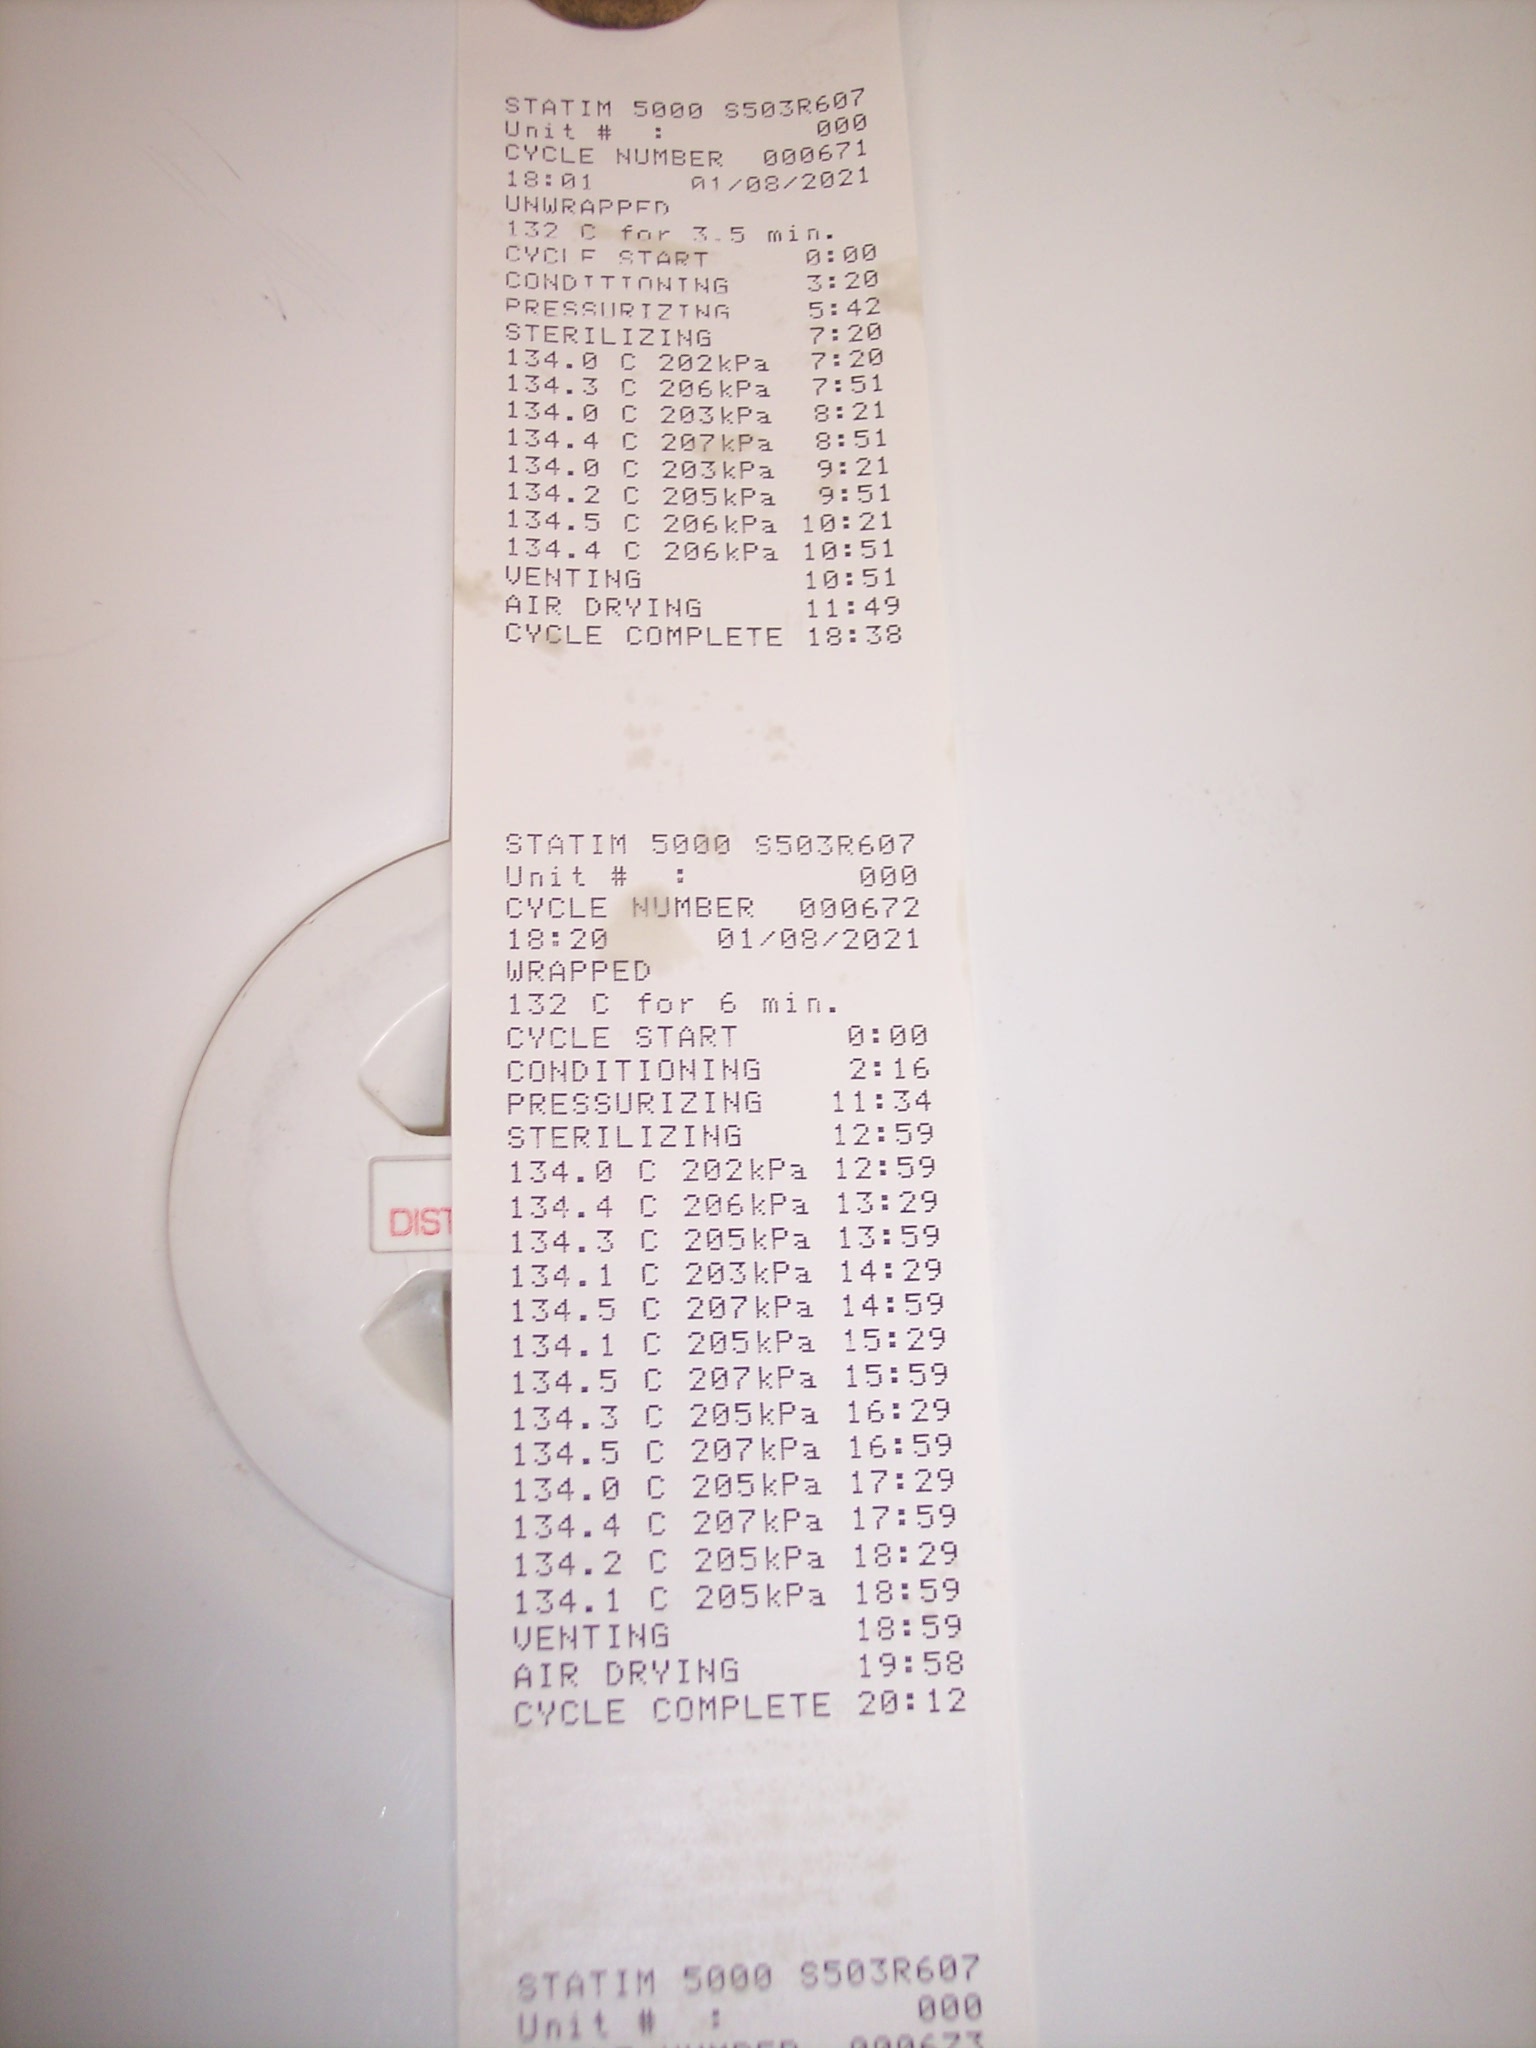 STATIM 5000 S503R607
Unit #  :  000
CYCLE NUMBER  000671
18:01  01/08/2021
UNWRAPPED
132 C for 3.5 min.
CYCLE START  0:00
CONDITIONING  3:20
PRESSURIZING  5:42
STERILIZING  7:20
134.0 C 202kPa  7:20
134.3 C 206kPa  7:51
134.0 C 203kPa  8:21
134.4 C 207kPa  8:51
134.0 C 203kPa  9:21
134.2 C 205kPa  9:51
134.5 C 206kPa 10:21
134.4 C 206kPa 10:51
VENTING  10:51
AIR DRYING  11:49
CYCLE COMPLETE 18:38
STATIM 5000 S503R607
Unit #  :  000
CYCLE NUMBER  000672
18:20  01/08/2021
WRAPPED
132 C for 6 min.
CYCLE START  0:00
CONDITIONING  2:16
PRESSURIZING  11:34
STERILIZING  12:59
134.0 C 202kPa 12:59
134.4 C 206kPa 13:29
134.3 C 205kPa 13:59
134.1 C 203kPa 14:29
134.5 C 207kPa 14:59
134.1 C 205kPa 15:29
134.5 C 207kPa 15:59
134.3 C 205kPa 16:29
134.5 C 207kPa 16:59
134.0 C 205kPa 17:29
134.4 C 207kPa 17:59
134.2 C 205kPa 18:29
134.1 C 205kPa 18:59
VENTING  18:59
AIR DRYING  19:58
CYCLE COMPLETE 20:12
DIST
STATIM 5000 S503R607
Unit #  :  000
NUMBER  000673